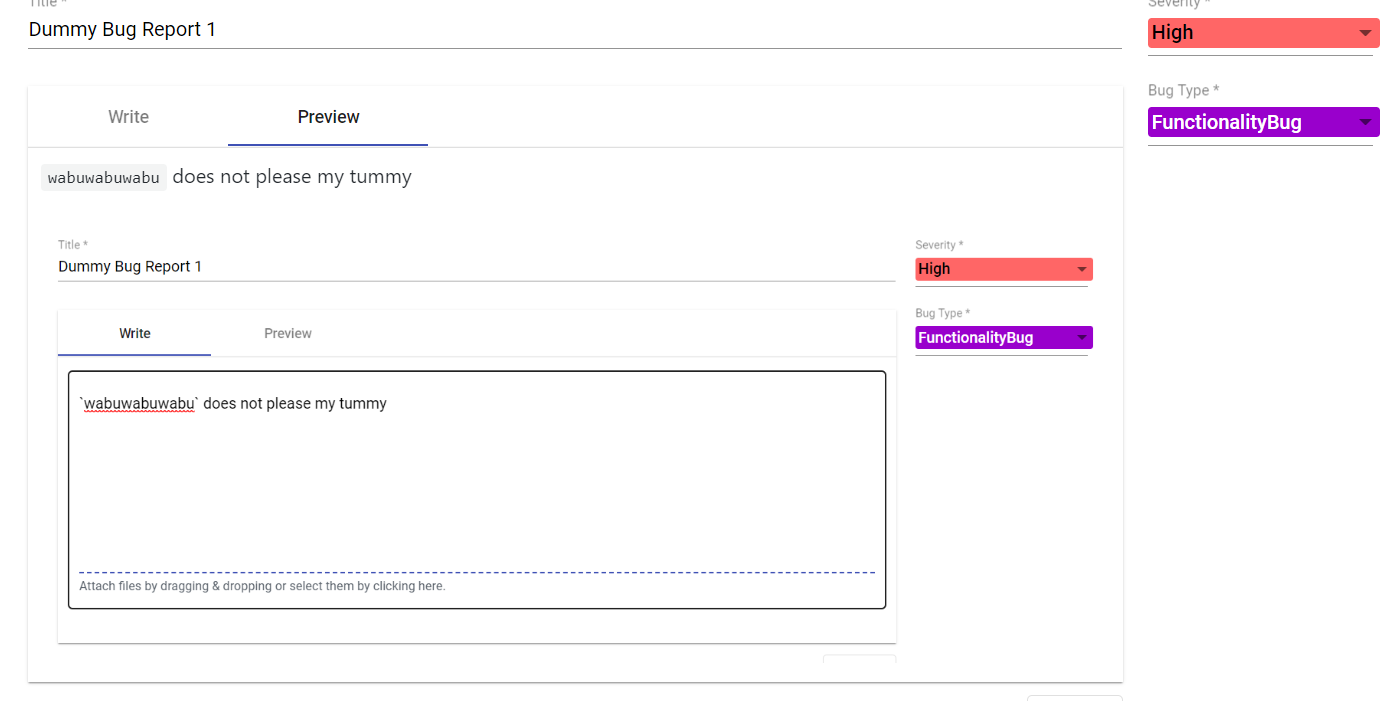 Title *
Severity *
Dummy Bug Report 1
High
Bug Type *
FunctionalityBug
Write
Preview
wabuwabuwabu does not please my tummy
Title *
Dummy Bug Report 1
Severity *
High
Bug Type *
FunctionalityBug
Write
Preview
`wabuwabuwabu` does not please my tummy
Attach files by dragging & dropping or select them by clicking here.